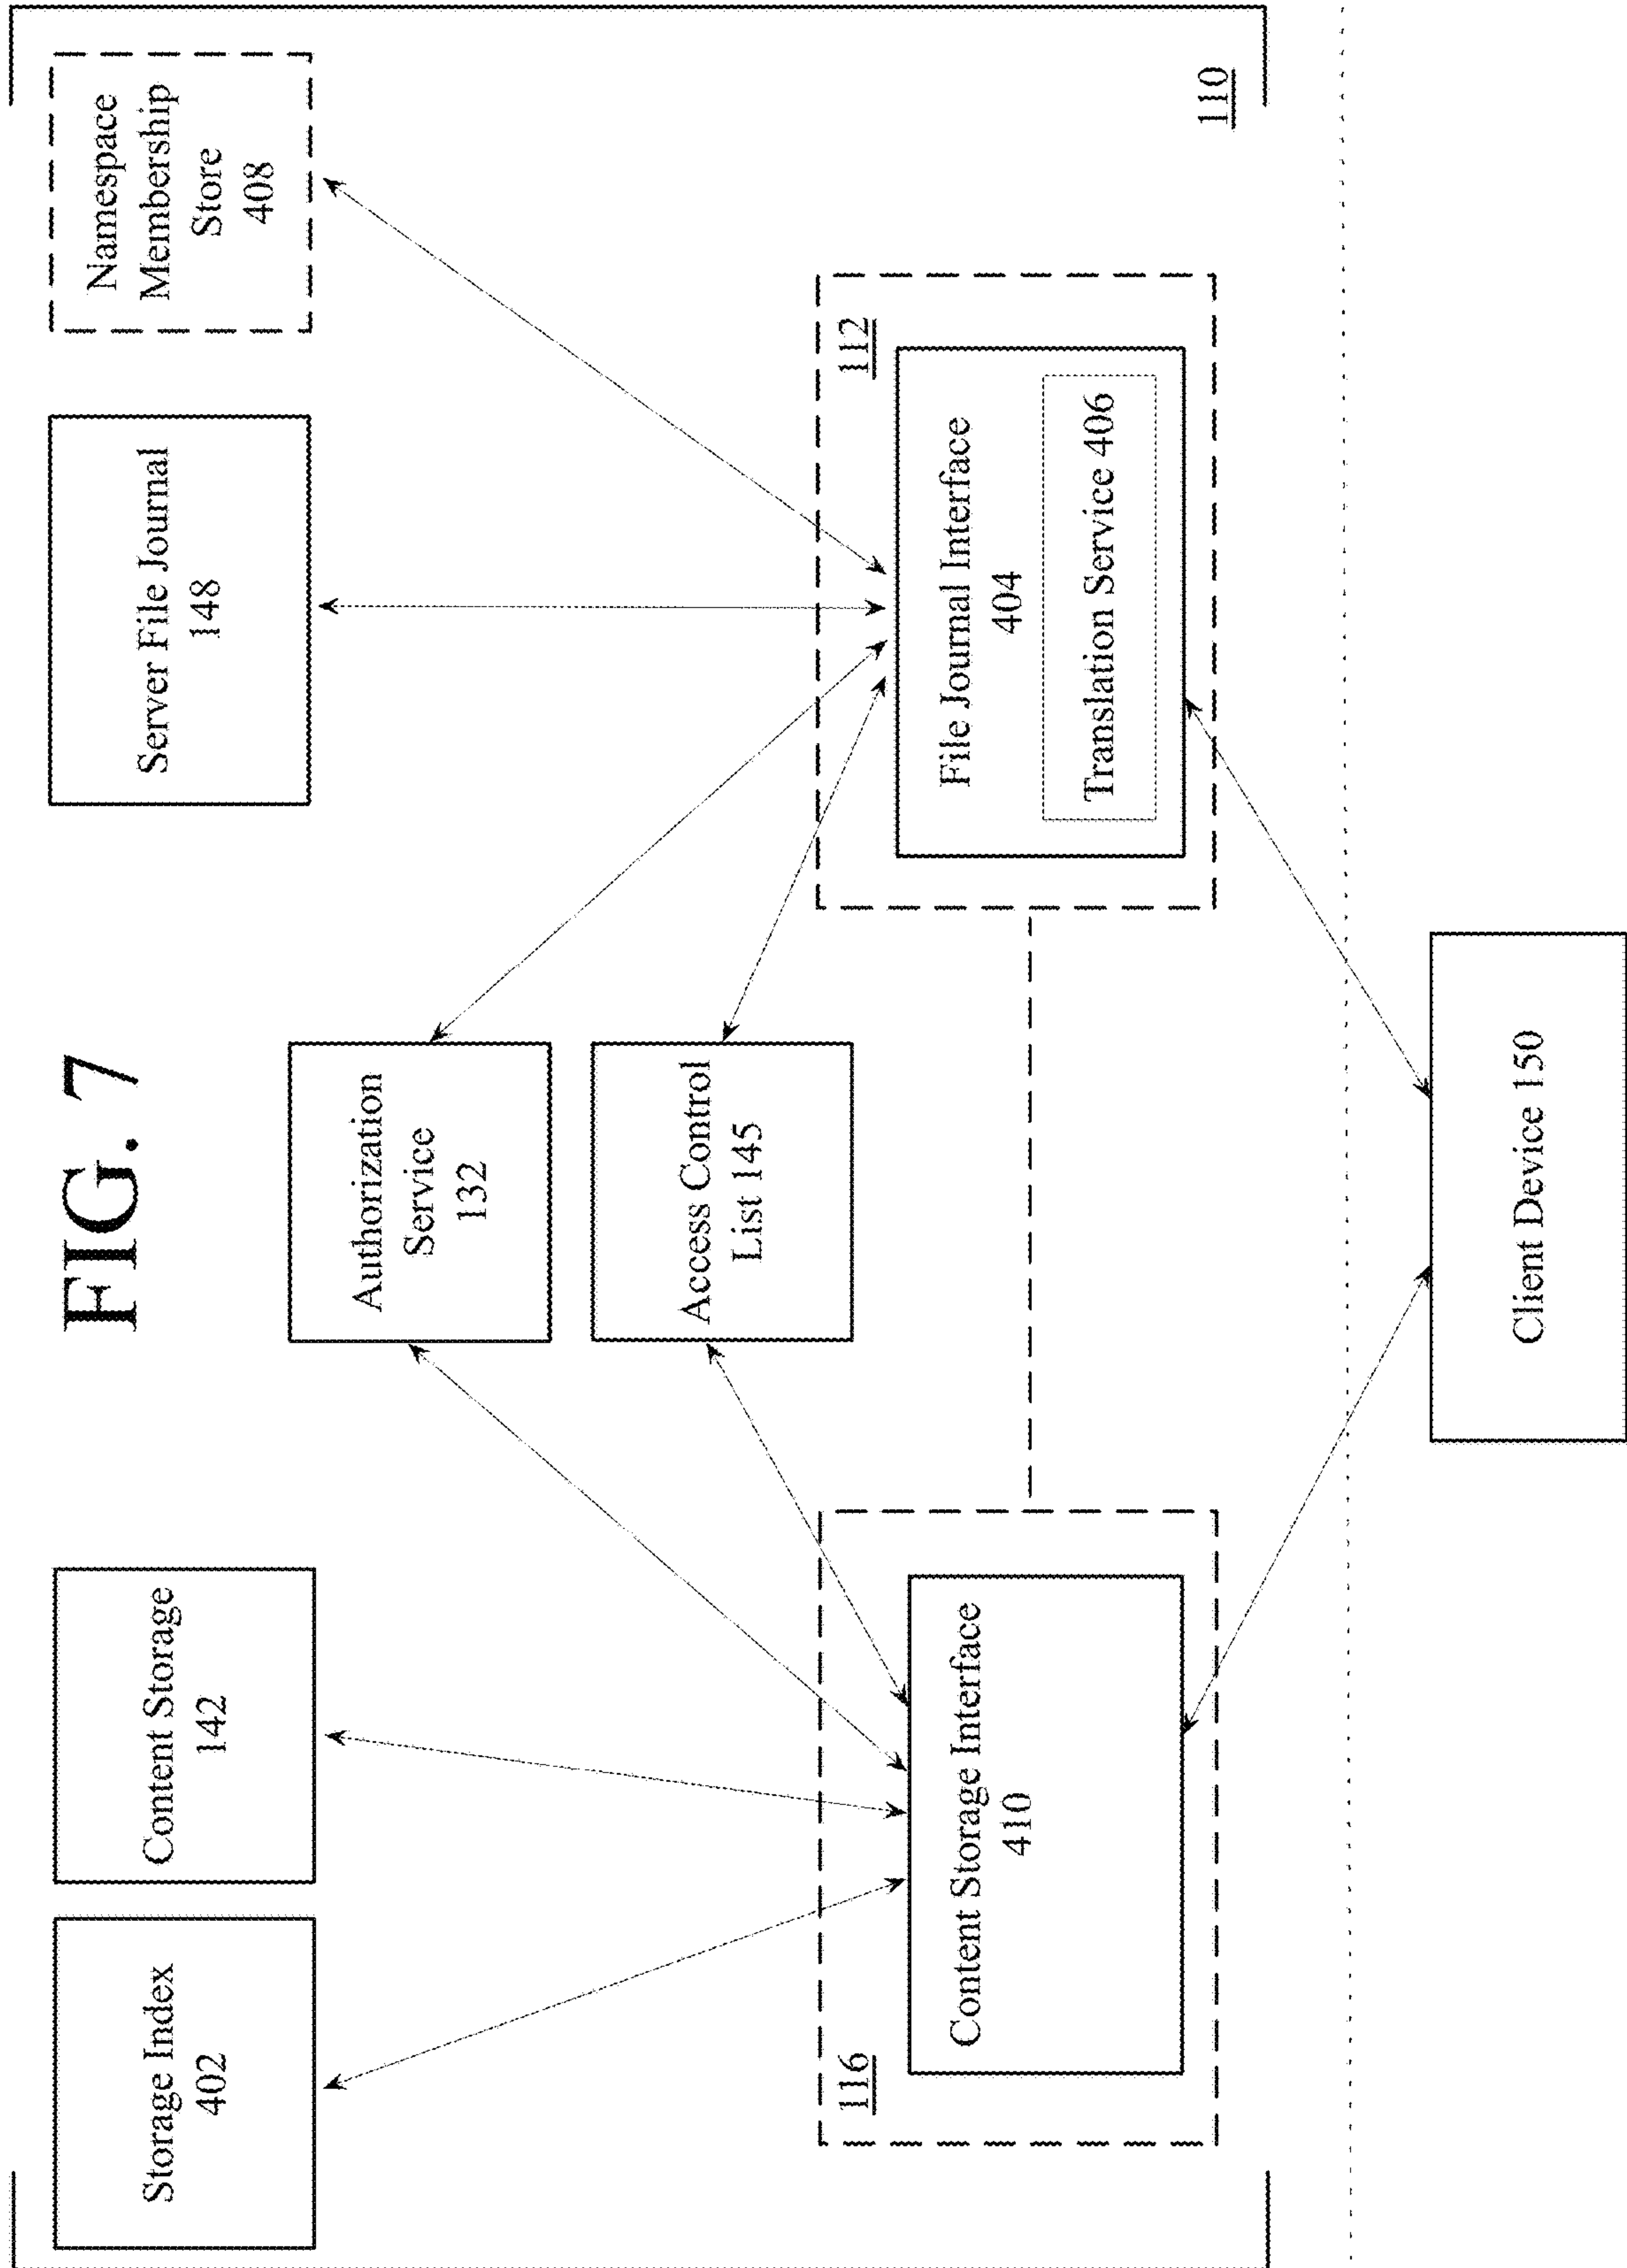 FIG. 7
Storage Index
402
Content Storage
142
Authorization
Service
132
Access Control
List 145
Server File Journal
148
Namespace
Membership
Store
408
116
Content Storage Interface
410
112
File Journal Interface
404
Translation Service 406
110
Client Device 150